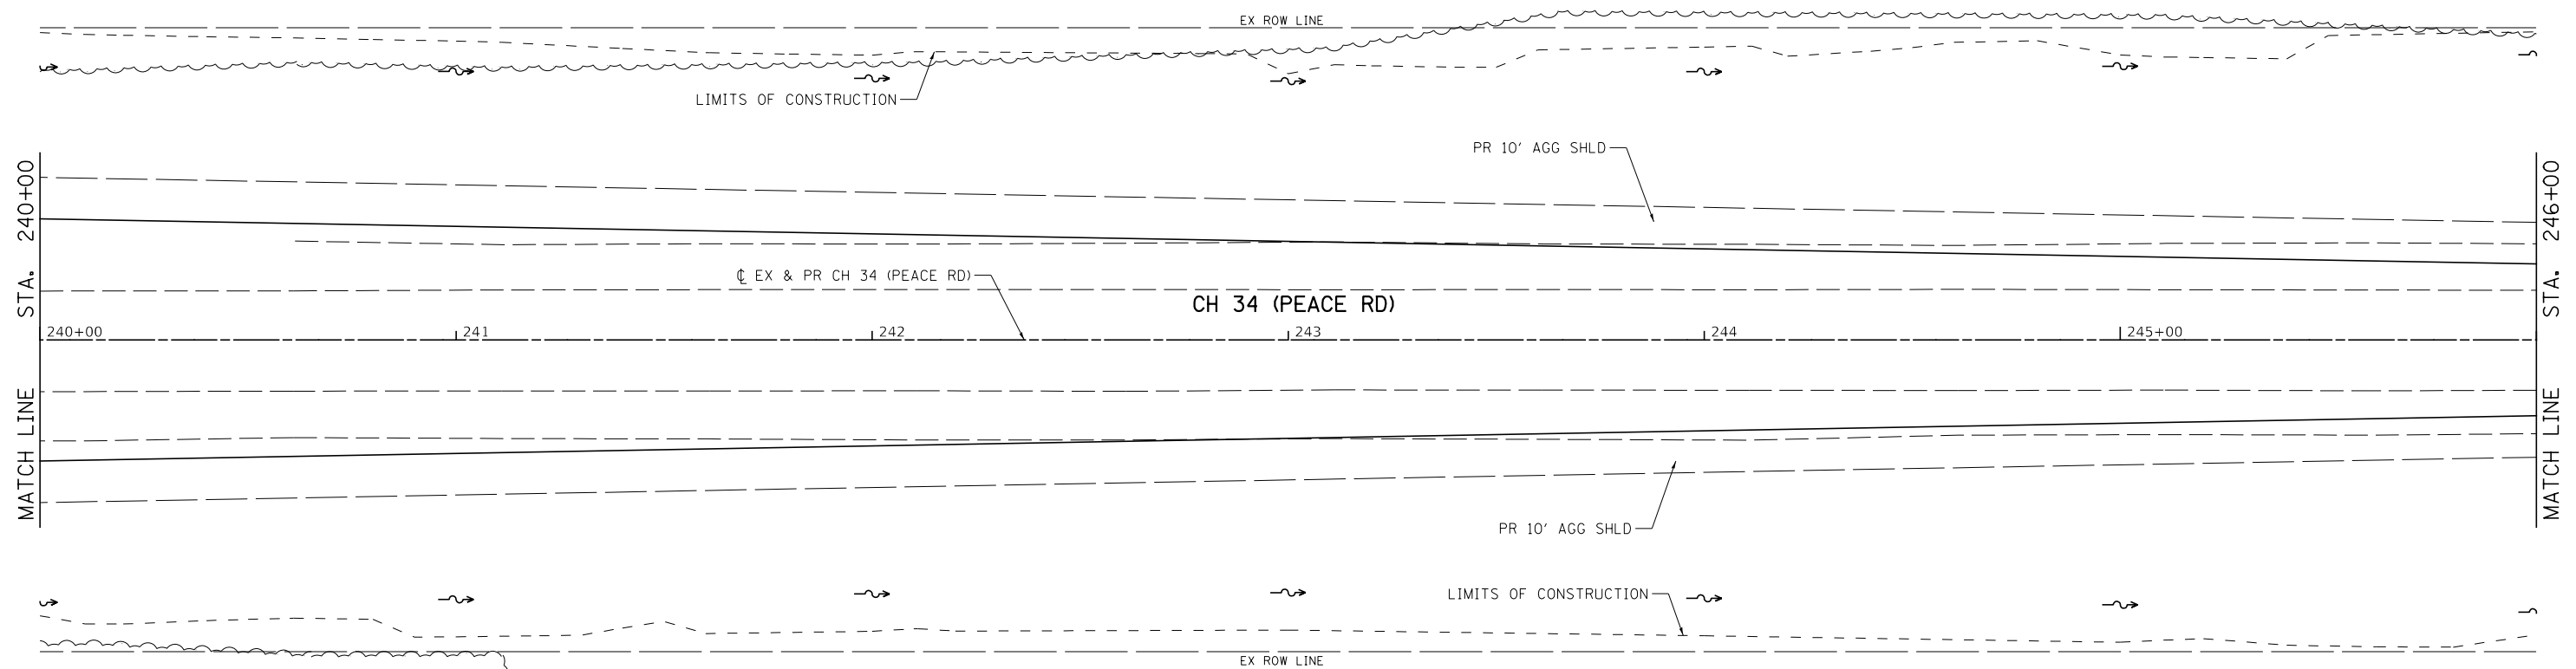 EX ROW LINE
LIMITS OF CONSTRUCTION
PR 10' AGG SHLD
MATCH LINE STA. 240+00
MATCH LINE STA. 246+00
℄ EX & PR CH 34 (PEACE RD)
CH 34 (PEACE RD)
240+00 241 242 243 244 245+00
PR 10' AGG SHLD
LIMITS OF CONSTRUCTION
EX ROW LINE